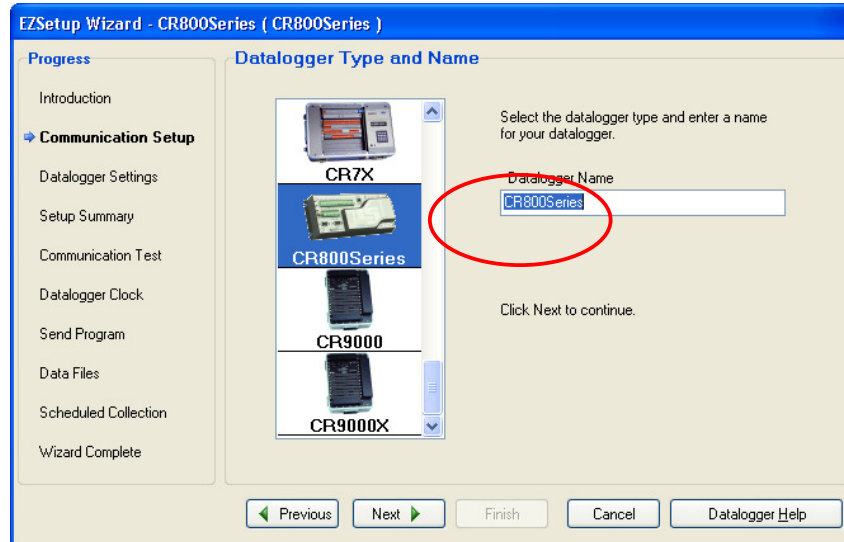 EZSetup Wizard - CR800Series ( CR800Series )
Progress
Introduction
Communication Setup
Datalogger Settings
Setup Summary
Communication Test
Datalogger Clock
Send Program
Data Files
Scheduled Collection
Wizard Complete
Datalogger Type and Name
CR7X
CR800Series
CR9000
CR9000X
Select the datalogger type and enter a name
for your datalogger.
Datalogger Name
CR800Series
Click Next to continue.
Previous
Next
Finish
Cancel
Datalogger Help